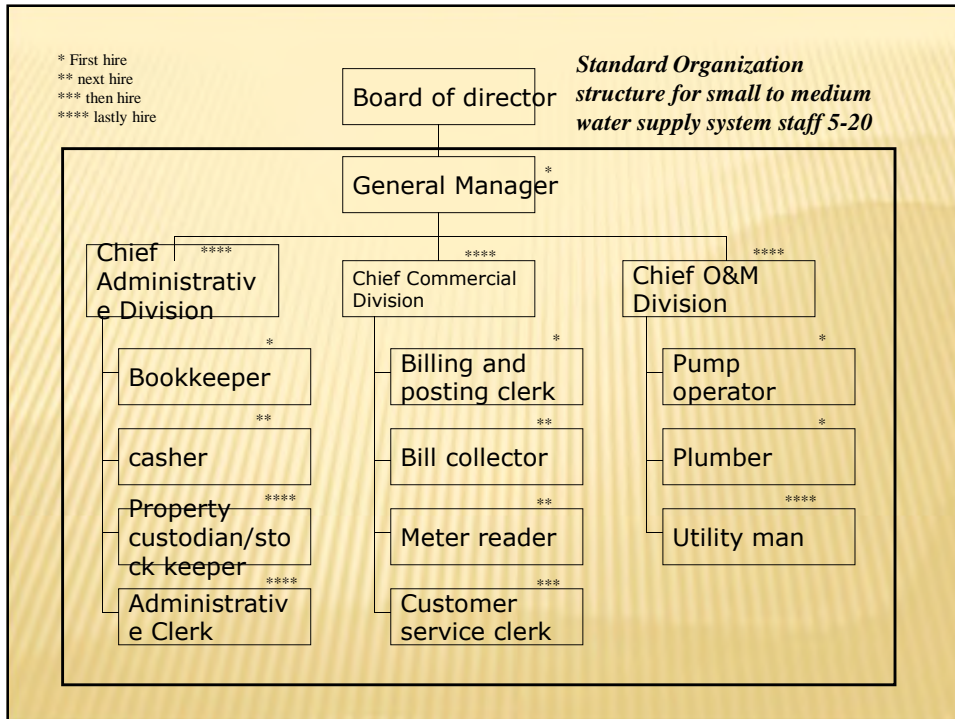 * First hire
** next hire
*** then hire
**** lastly hire
Standard Organization
structure for small to medium
water supply system staff 5-20
Board of director
*
General Manager
****
Chief
Administrativ
e Division
****
Chief Commercial
Division
****
Chief O&M
Division
*
Bookkeeper
**
casher
****
Property
custodian/sto
ck keeper
****
Administrativ
e Clerk
*
Billing and
posting clerk
**
Bill collector
**
Meter reader
***
Customer
service clerk
*
Pump
operator
*
Plumber
****
Utility man